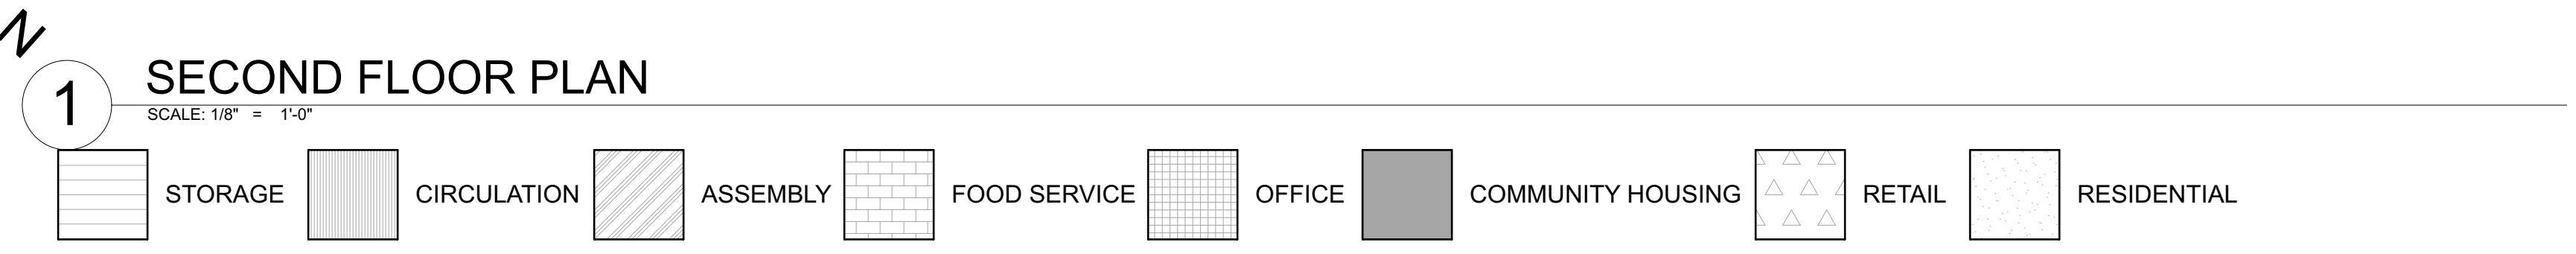 N
1
SECOND FLOOR PLAN
SCALE: 1/8" = 1'-0"
STORAGE CIRCULATION ASSEMBLY FOOD SERVICE OFFICE COMMUNITY HOUSING RETAIL RESIDENTIAL